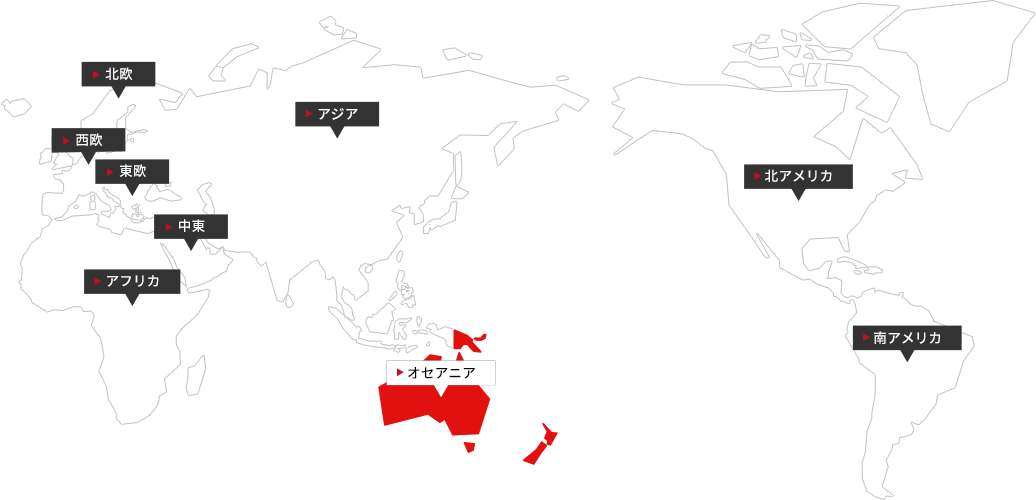 北欧
アジア
西欧
東欧
北アメリカ
中東
アフリカ
南アメリカ
オセアニア